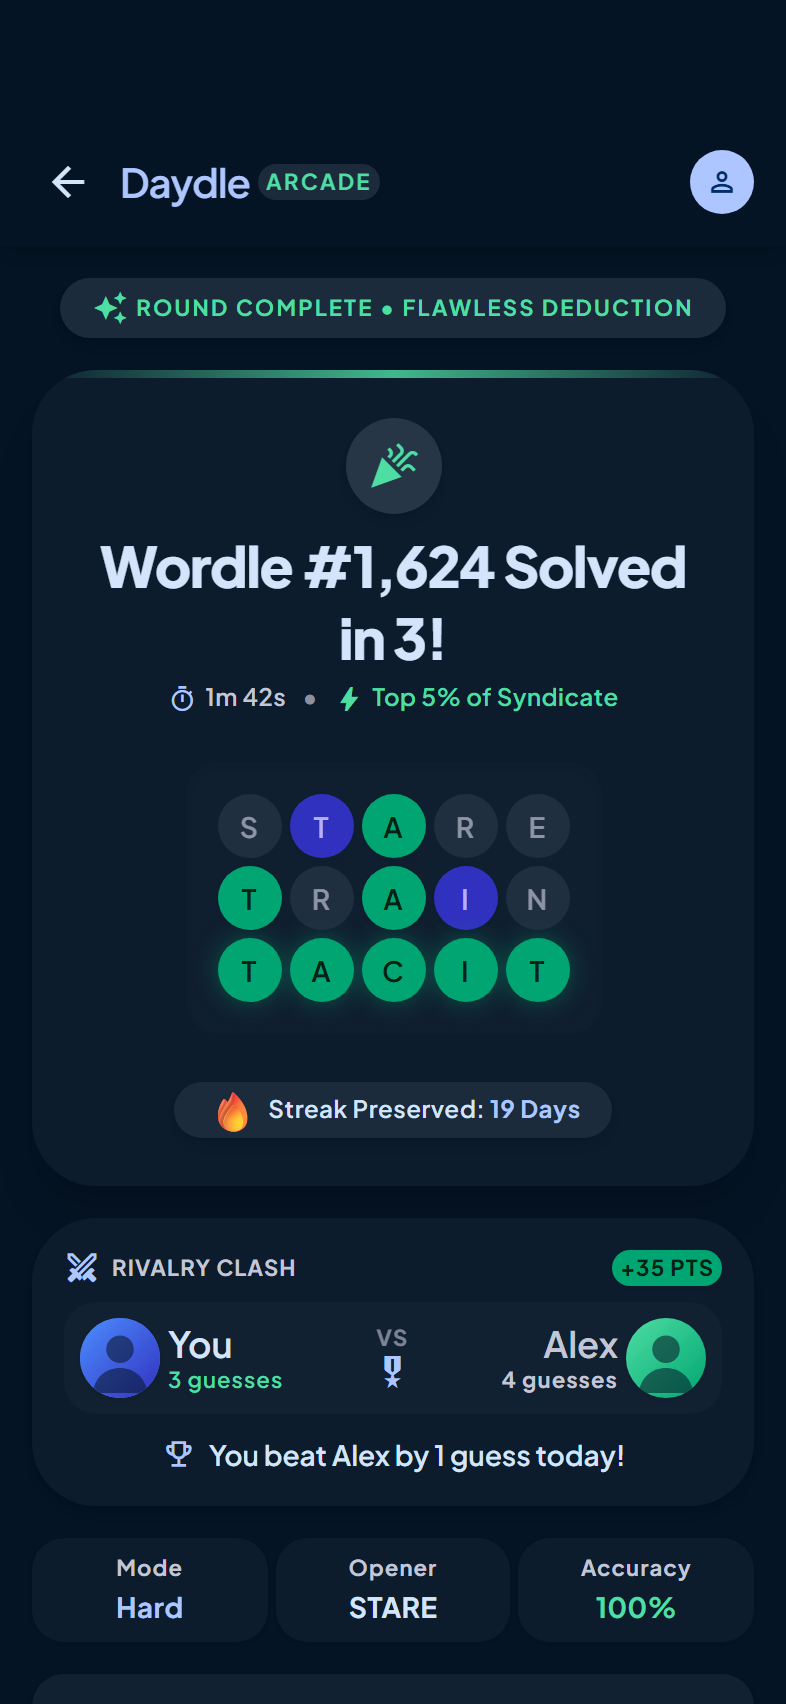 Daydle ARCADE
ROUND COMPLETE • FLAWLESS DEDUCTION
Wordle #1,624 Solved
in 3!
1m 42s • Top 5% of Syndicate
S T A R E
T R A I N
T A C I T
Streak Preserved: 19 Days
RIVALRY CLASH +35 PTS
You VS Alex
3 guesses 4 guesses
You beat Alex by 1 guess today!
Mode Opener Accuracy
Hard STARE 100%